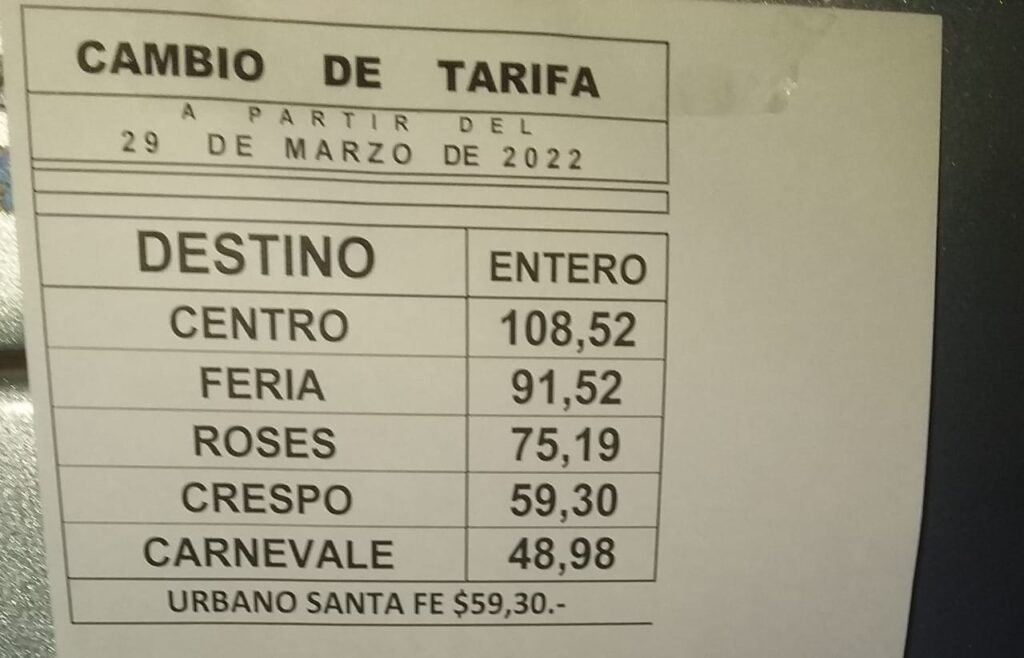 CAMBIO DE TARIFA
A PARTIR DEL
29 DE MARZO DE 2022
DESTINO ENTERO
CENTRO 108,52
FERIA 91,52
ROSES 75,19
CRESPO 59,30
CARNEVALE 48,98
URBANO SANTA FE $59,30.-